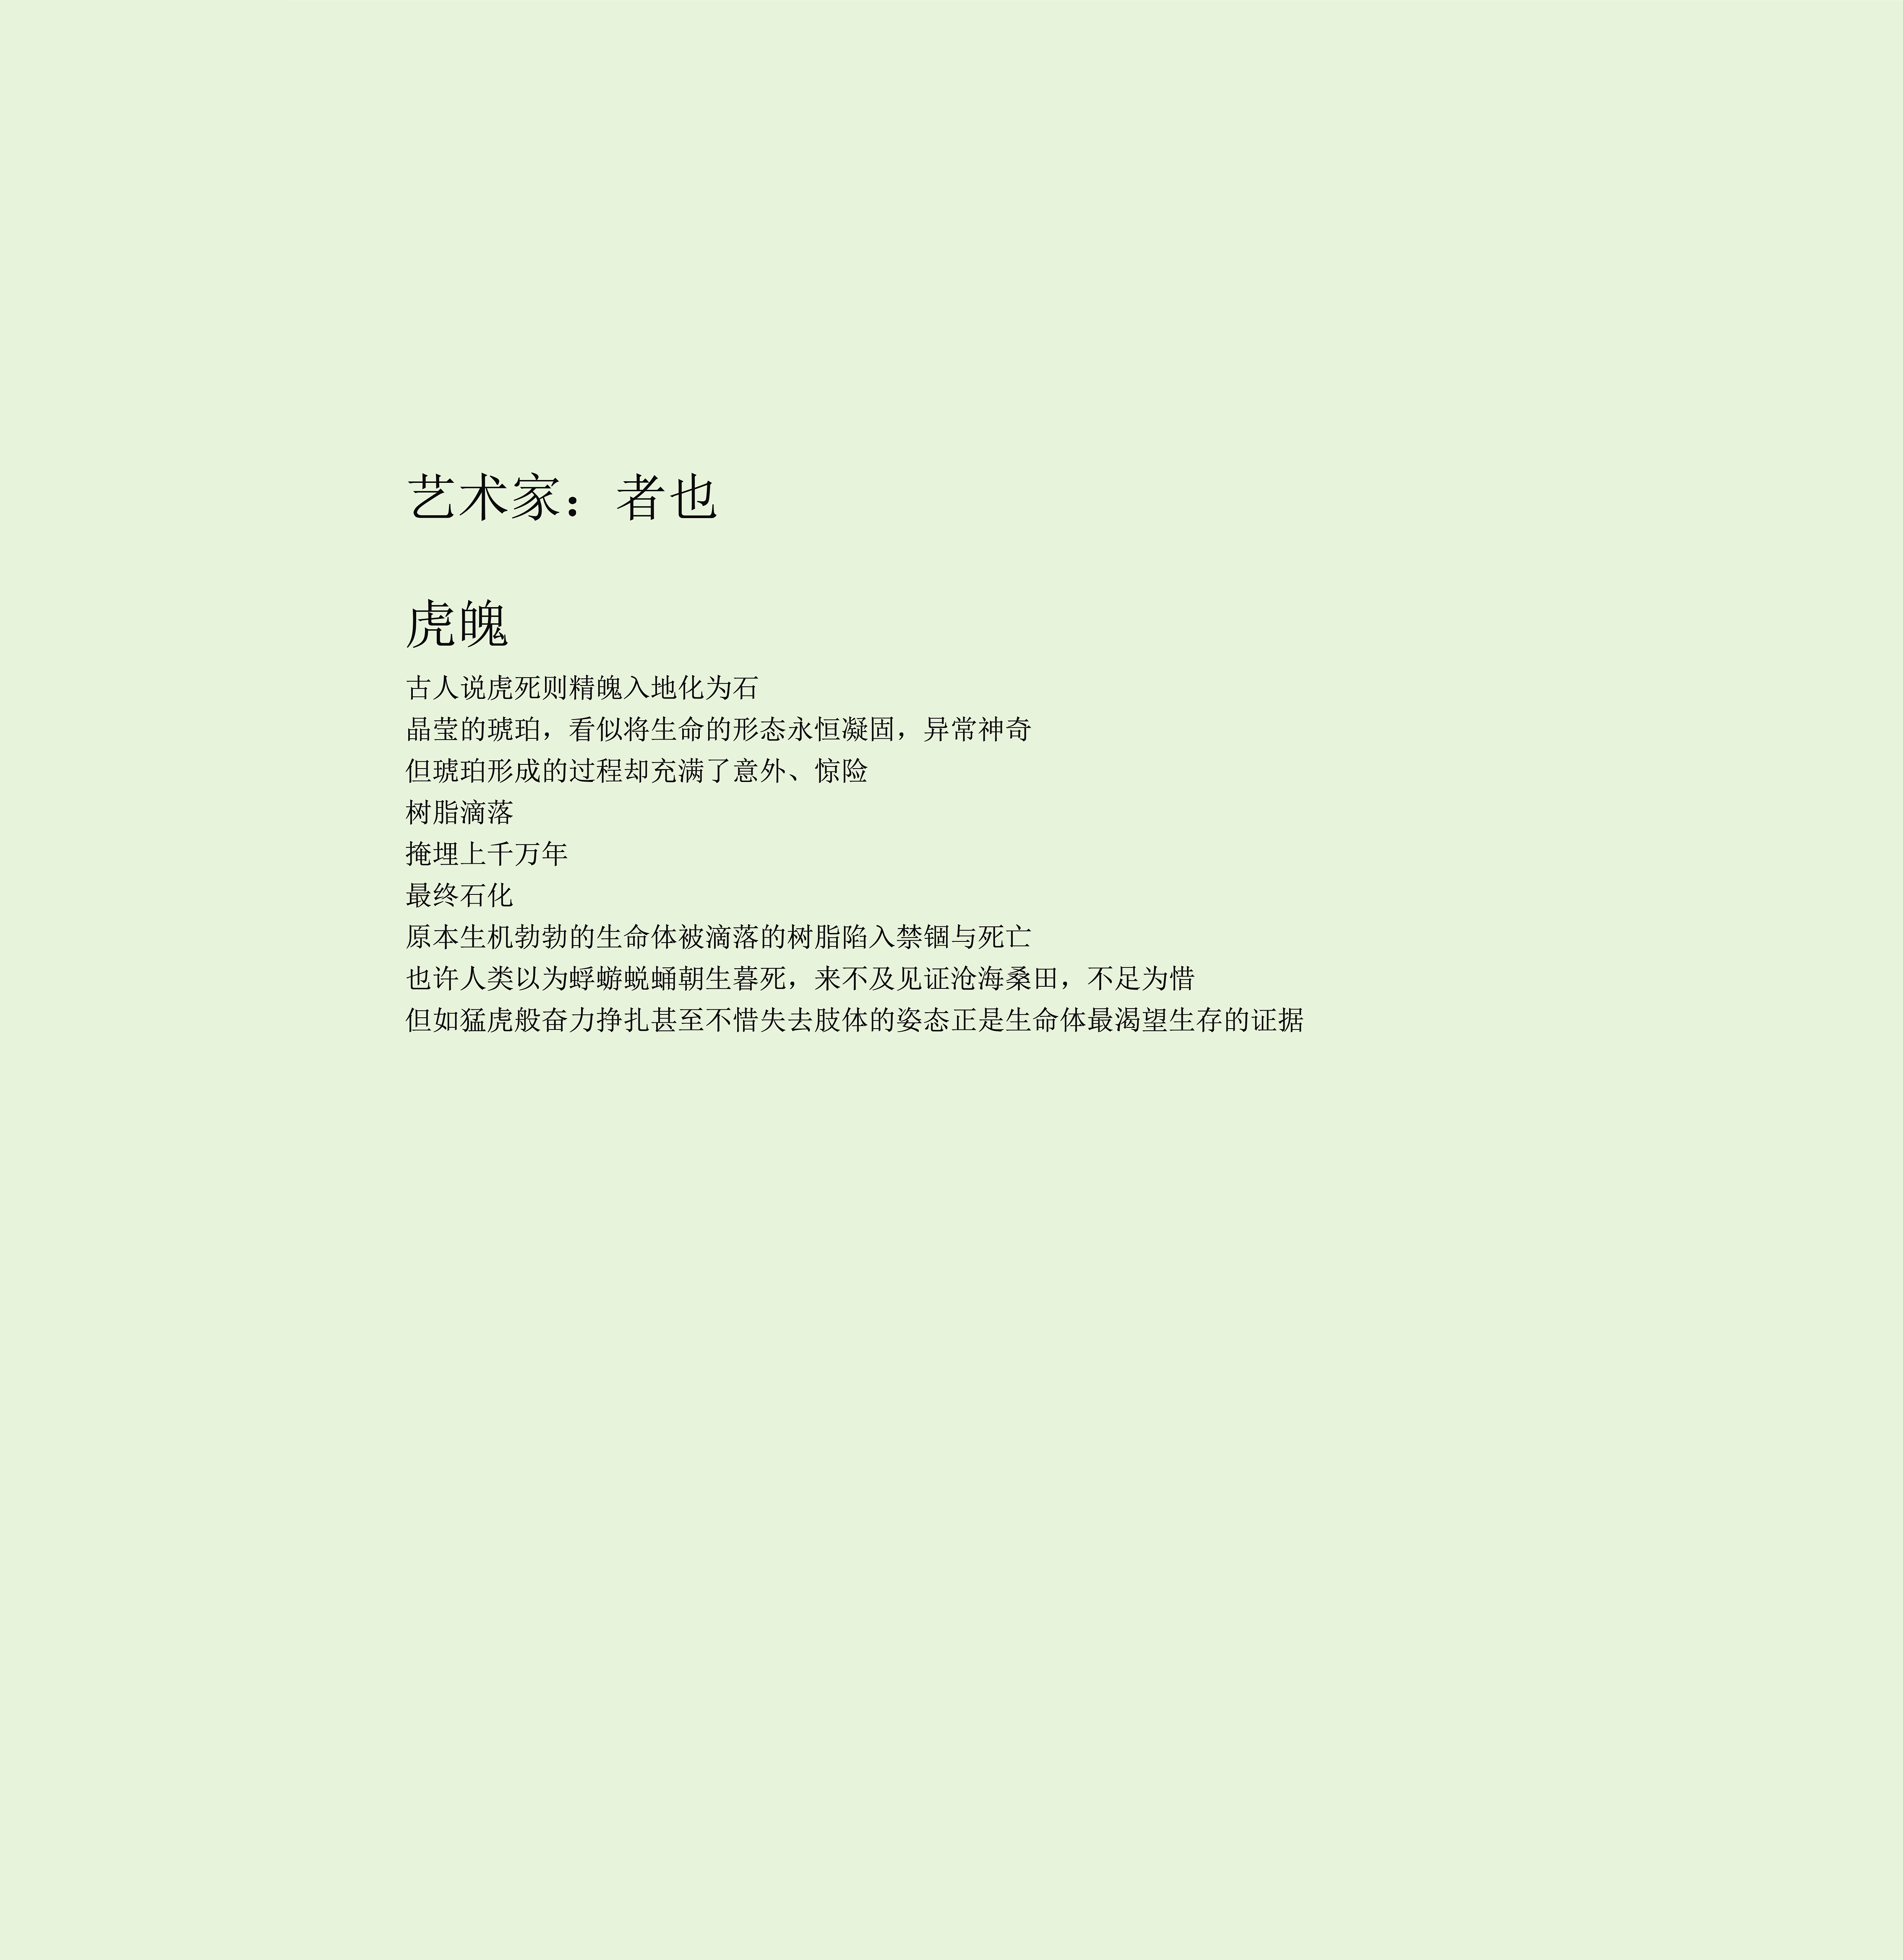 艺术家：者也
虎魄
古人说虎死则精魄入地化为石
晶莹的琥珀，看似将生命的形态永恒凝固，异常神奇
但琥珀形成的过程却充满了意外、惊险
树脂滴落
掩埋上千万年
最终石化
原本生机勃勃的生命体被滴落的树脂陷入禁锢与死亡
也许人类以为蜉蝣蜕蛹朝生暮死，来不及见证沧海桑田，不足为惜
但如猛虎般奋力挣扎甚至不惜失去肢体的姿态正是生命体最渴望生存的证据